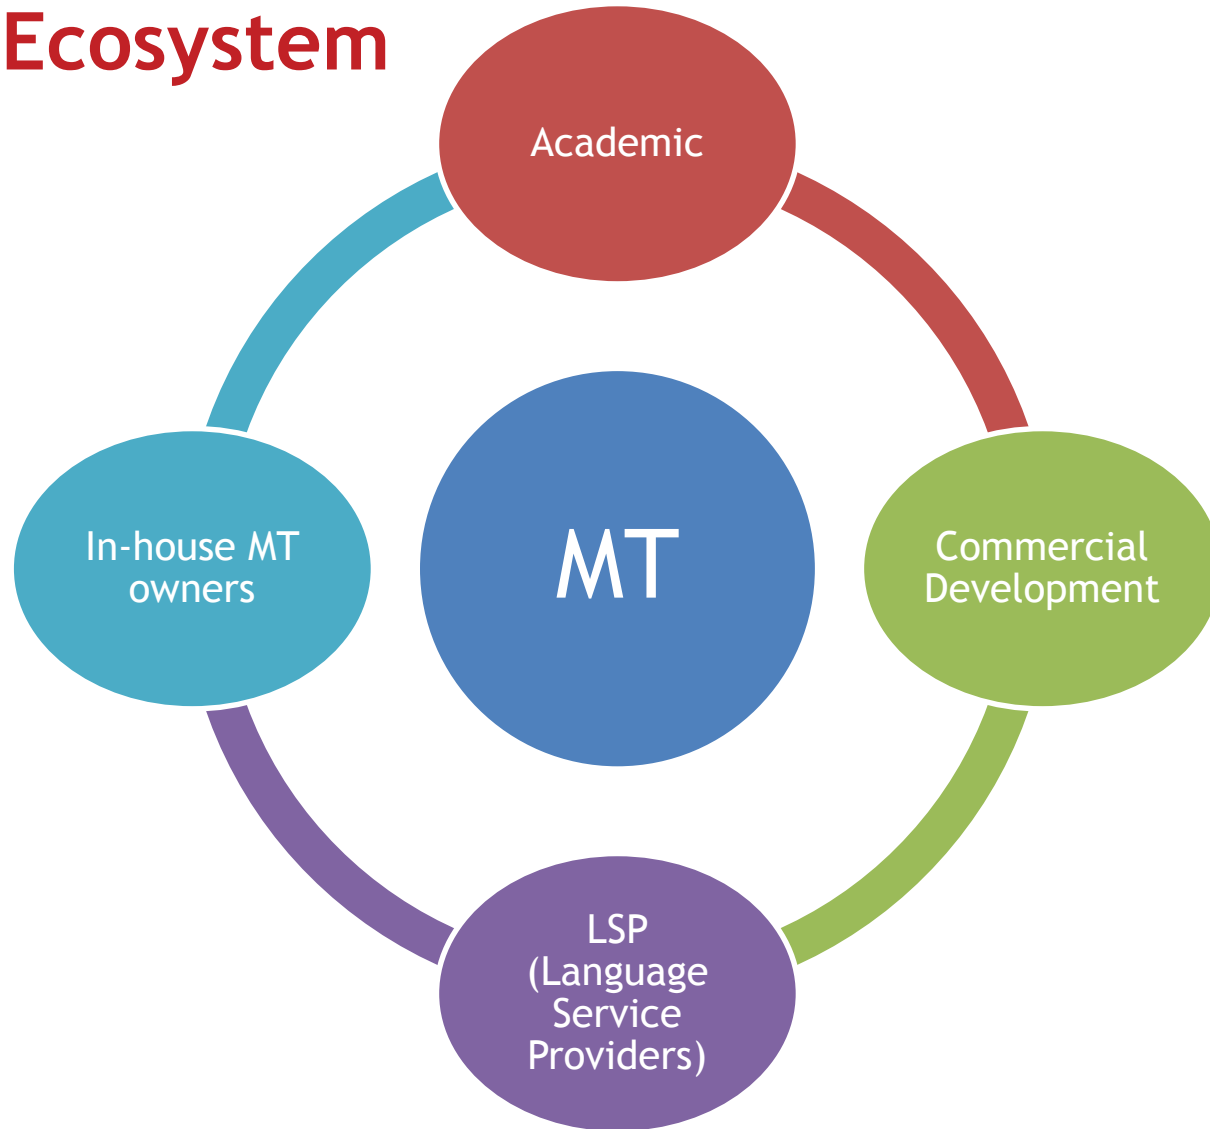 Ecosystem
Academic
In-house MT
owners
MT
Commercial
Development
LSP
(Language
Service
Providers)